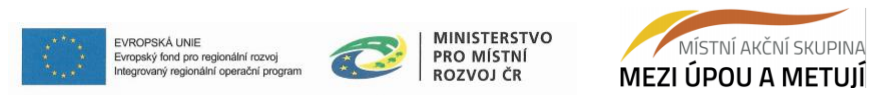 EVROPSKÁ UNIE
Evropský fond pro regionální rozvoj
Integrovaný regionální operační program
MINISTERSTVO
PRO MÍSTNÍ
ROZVOJ ČR
MÍSTNÍ AKČNÍ SKUPINA
MEZI ÚPOU A METUJÍ